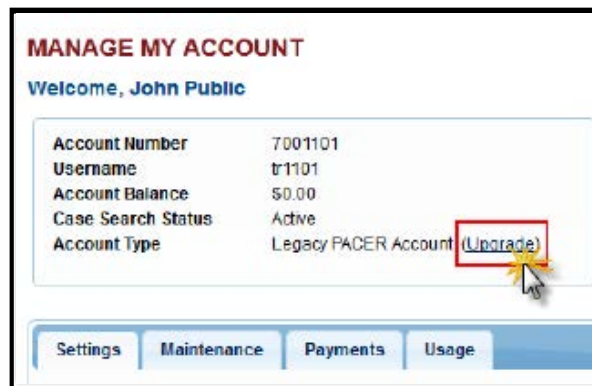 MANAGE MY ACCOUNT
Welcome, John Public
Account Number 7001101
Username tr1101
Account Balance $0.00
Case Search Status Active
Account Type Legacy PACER Account (Upgrade)
Settings Maintenance Payments Usage